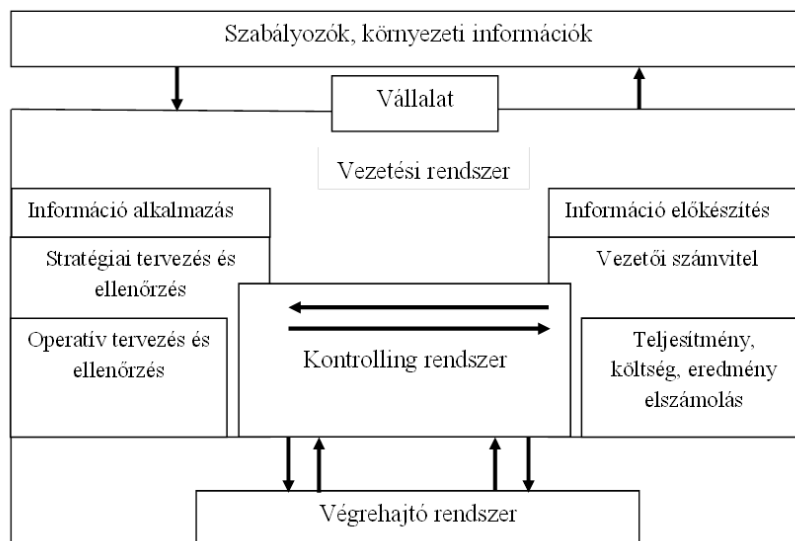 Szabályozók, környezeti információk
Vállalat
Vezetési rendszer
Információ alkalmazás
Információ előkészítés
Stratégiai tervezés és
ellenőrzés
Vezetői számvitel
Operatív tervezés és
ellenőrzés
Kontrolling rendszer
Teljesítmény,
költség, eredmény
elszámolás
Végrehajtó rendszer